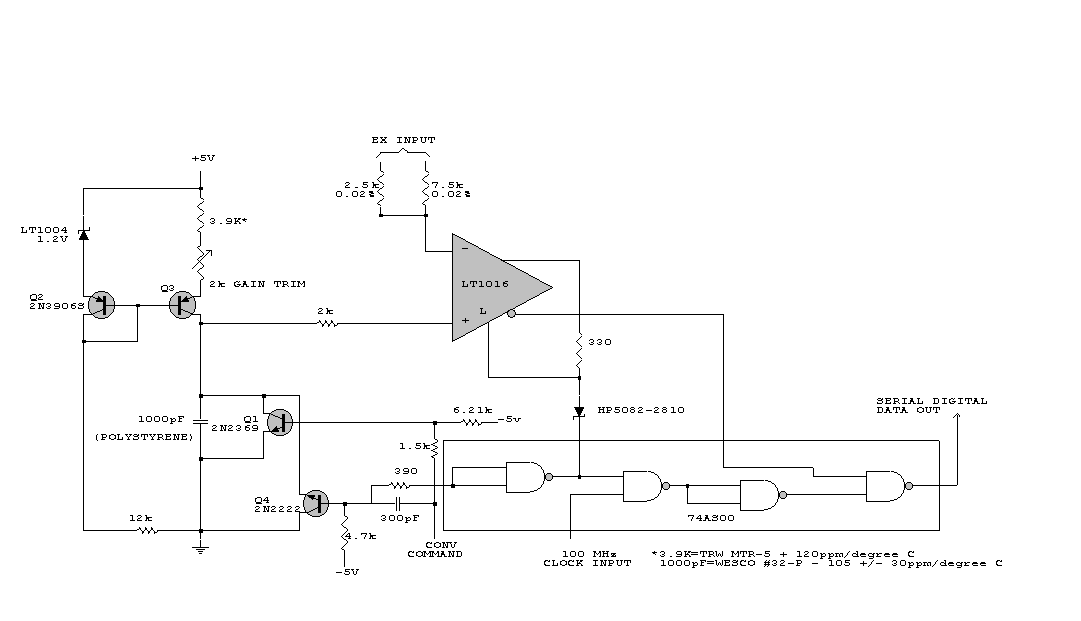 EX INPUT
+5V
2.5k
0.02%
7.5k
0.02%
3.9K*
LT1004
1.2V
2k GAIN TRIM
Q2
2N3906S
Q3
LT1016
−
L
+
2k
330
1000pF
(POLYSTYRENE)
Q1
2N2369
6.21k
-5v
HP5082-2810
SERIAL DIGITAL
DATA OUT
1.5k
390
Q4
2N2222
300pF
12k
4.7k
-5V
CONV
COMMAND
74AS00
100 MHz
CLOCK INPUT
*3.9K=TRW MTR-5 + 120ppm/degree C
1000pF=WESCO #32-P - 105 +/- 30ppm/degree C